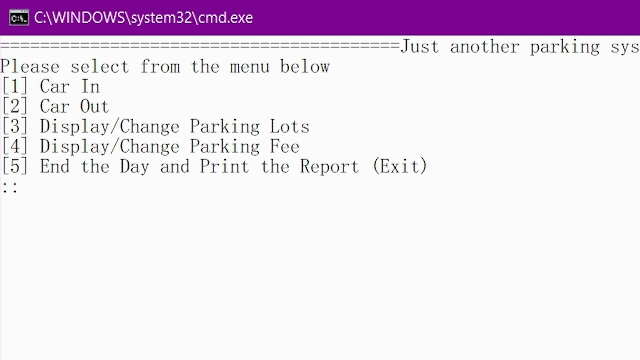 C:\WINDOWS\system32\cmd.exe
========================================Just another parking sys
Please select from the menu below
[1] Car In
[2] Car Out
[3] Display/Change Parking Lots
[4] Display/Change Parking Fee
[5] End the Day and Print the Report (Exit)
::